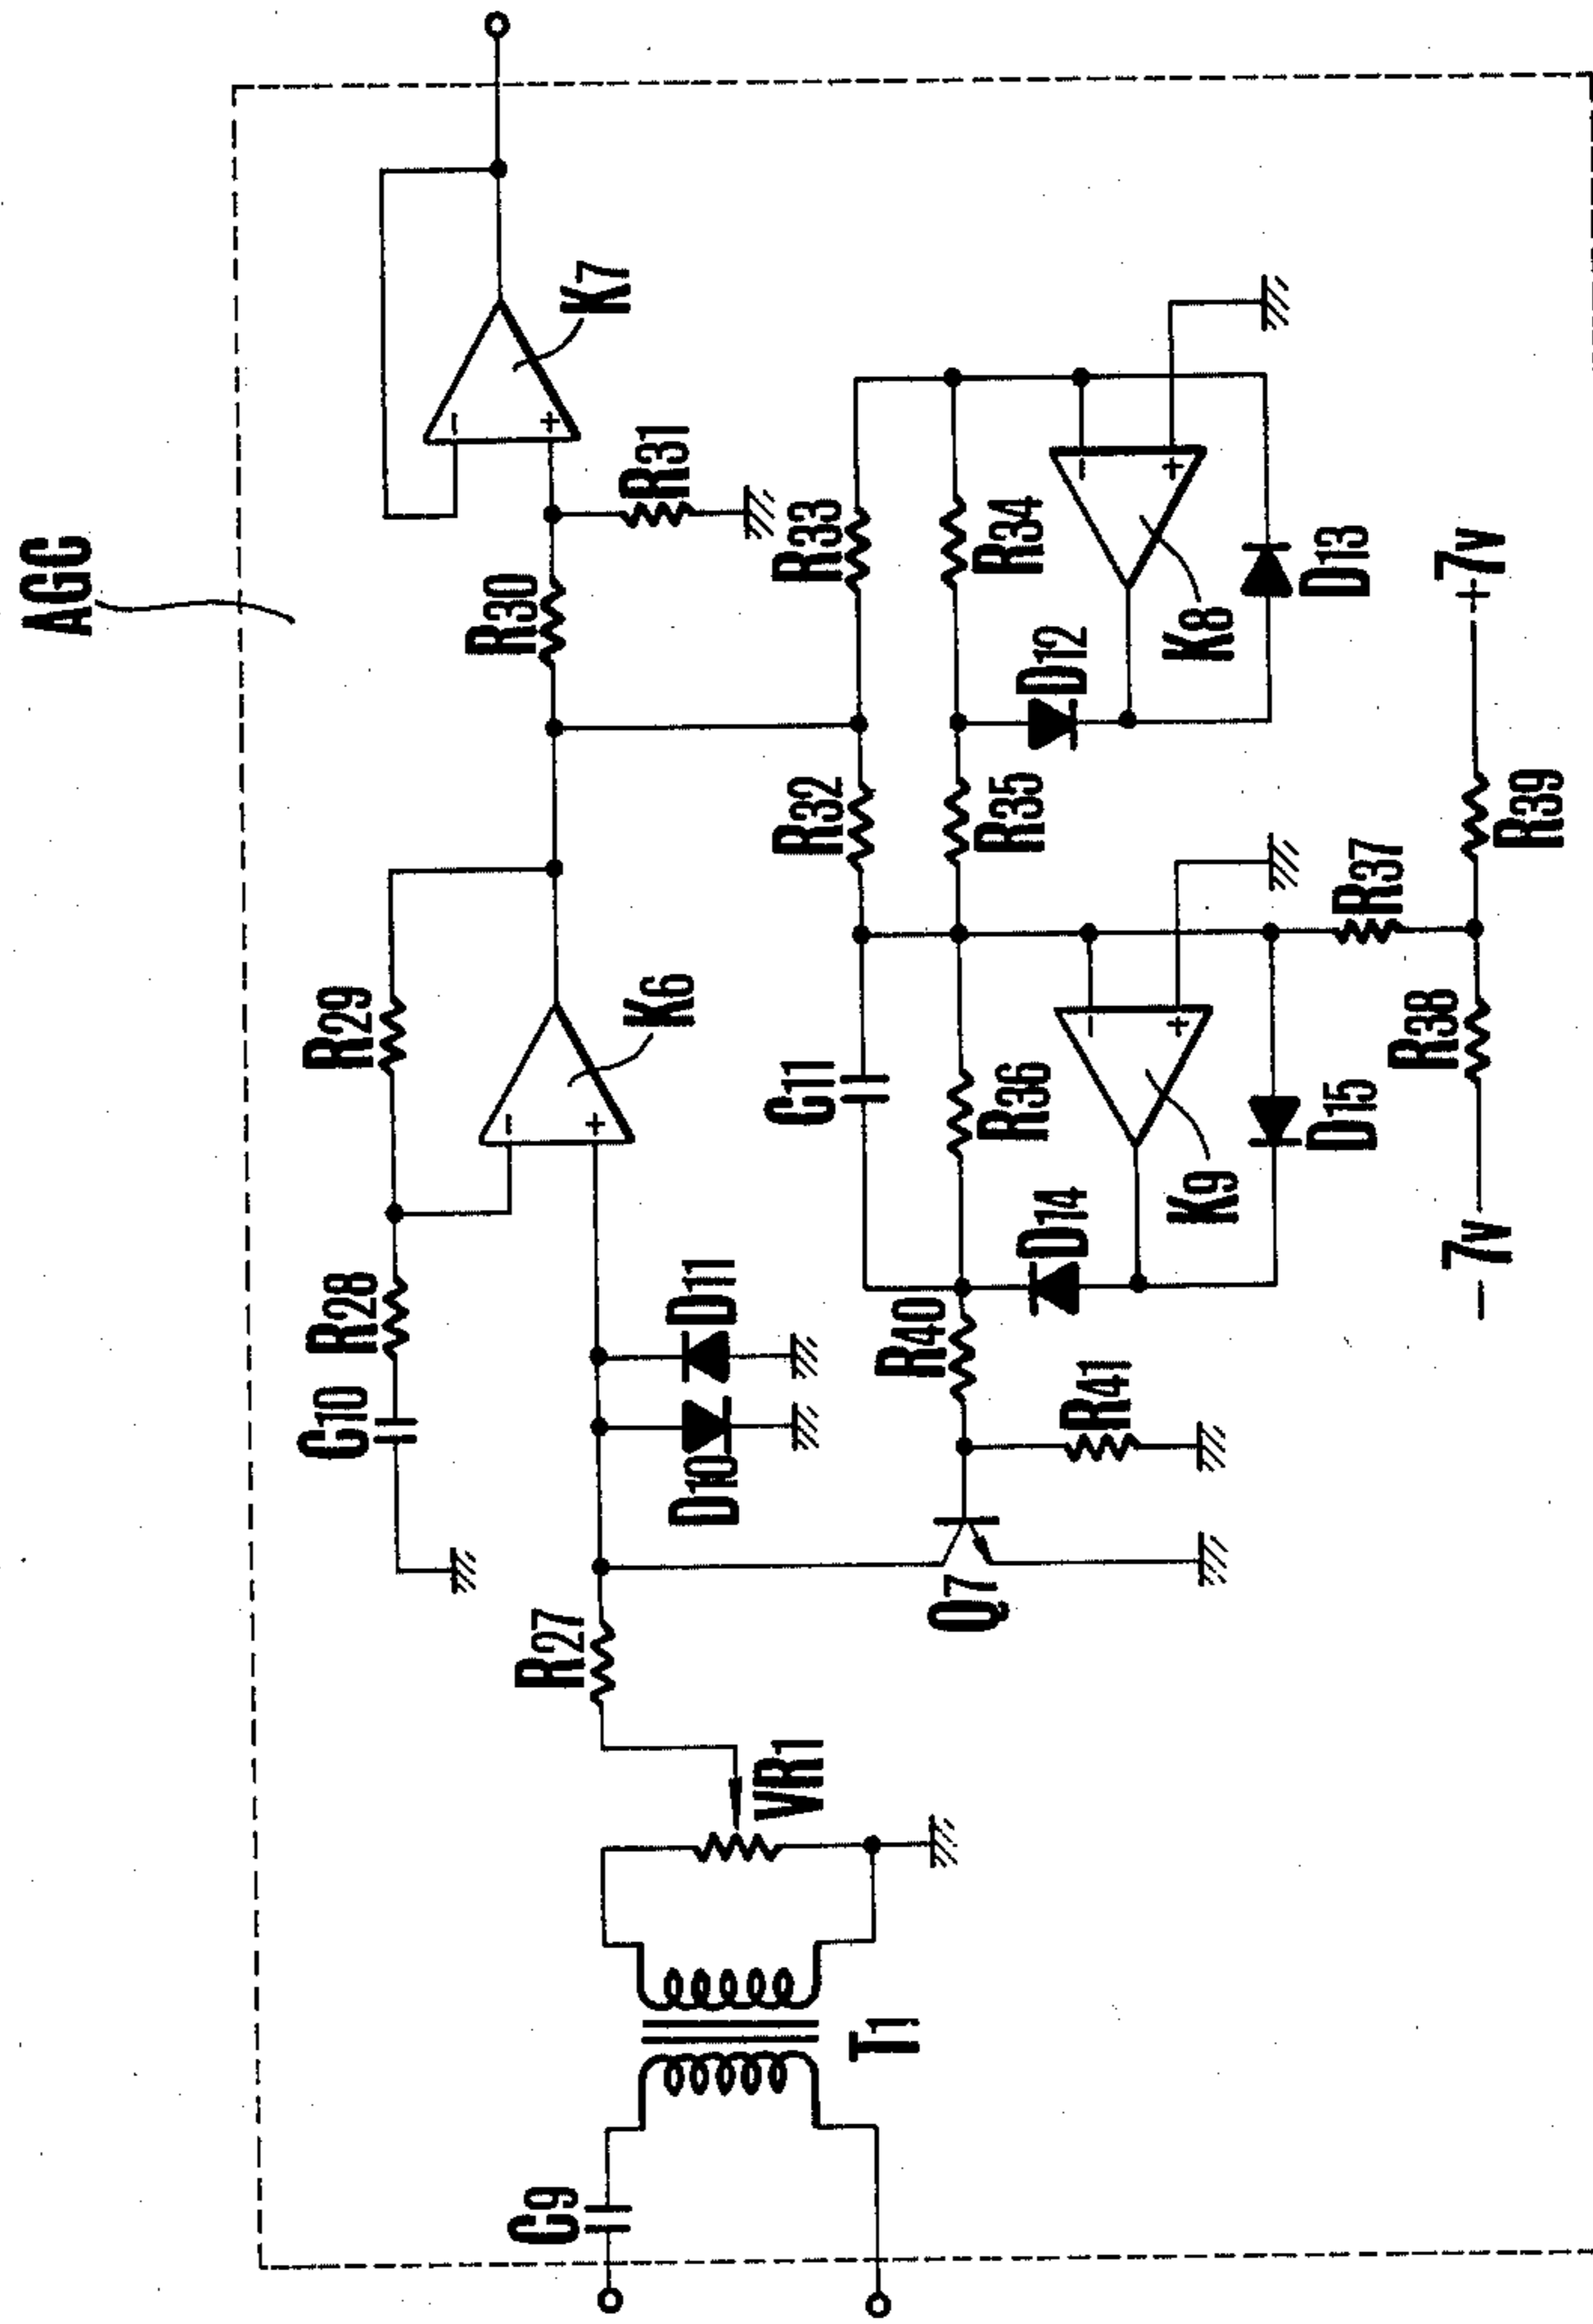 AGC
K7
R31
R30
R33
R34
K8
D13
D12
+7v
R29
K6
R32
R35
R37
R39
C11
R36
R38
D15
K9
D14
-7v
C10
R28
D11
D10
R40
R41
Q7
R27
VR1
T1
C9
- + - + - + - +